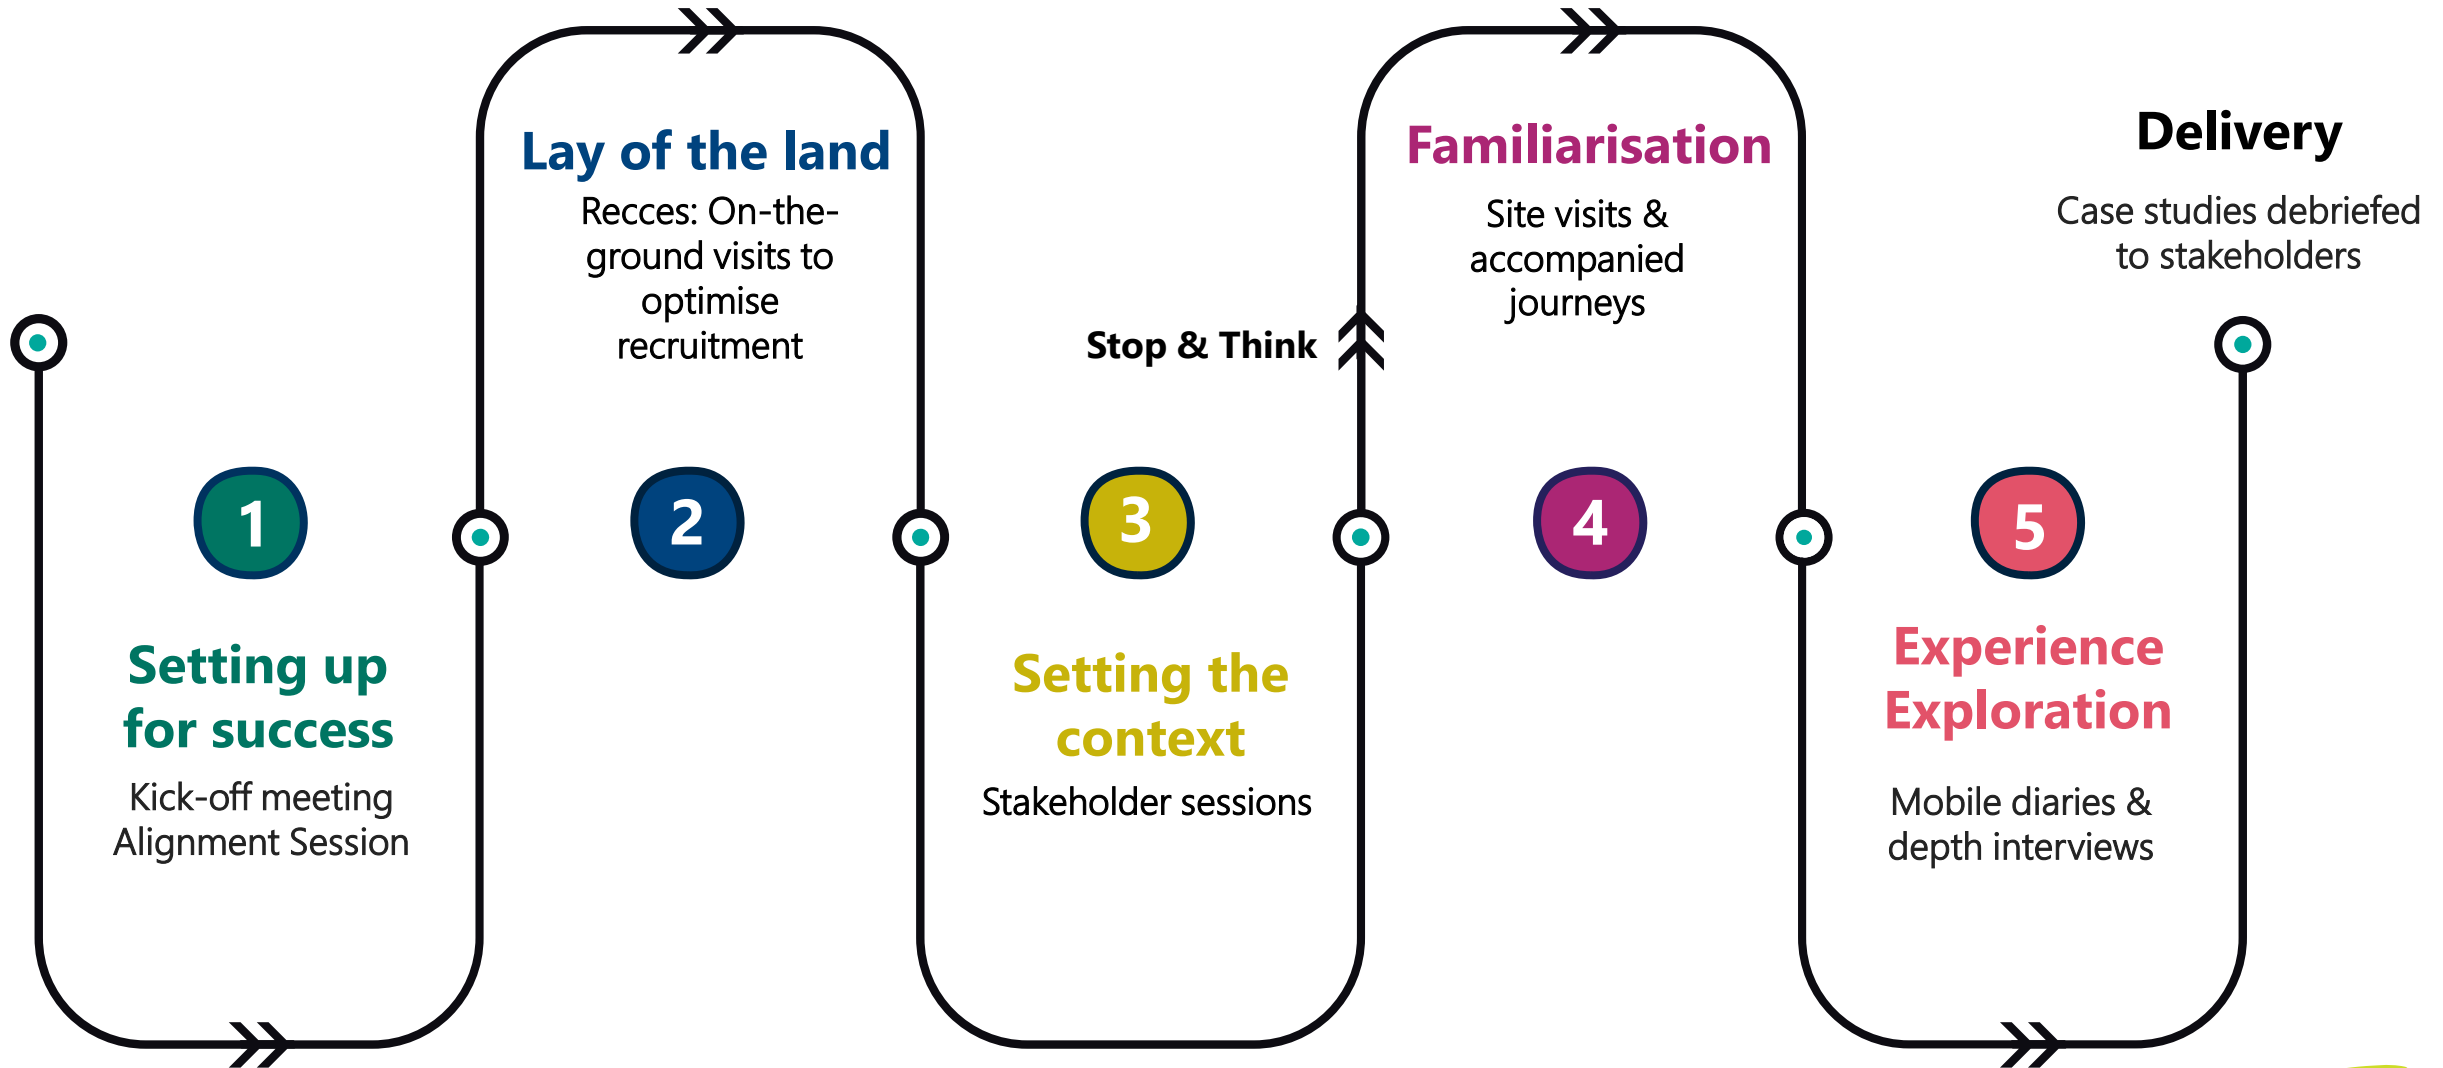 1
Setting up
for success
Kick-off meeting
Alignment Session
Lay of the land
Recces: On-the-
ground visits to
optimise
recruitment
2
3
Setting the
context
Stakeholder sessions
Stop & Think
Familiarisation
Site visits &
accompanied
journeys
4
5
Experience
Exploration
Mobile diaries &
depth interviews
Delivery
Case studies debriefed
to stakeholders